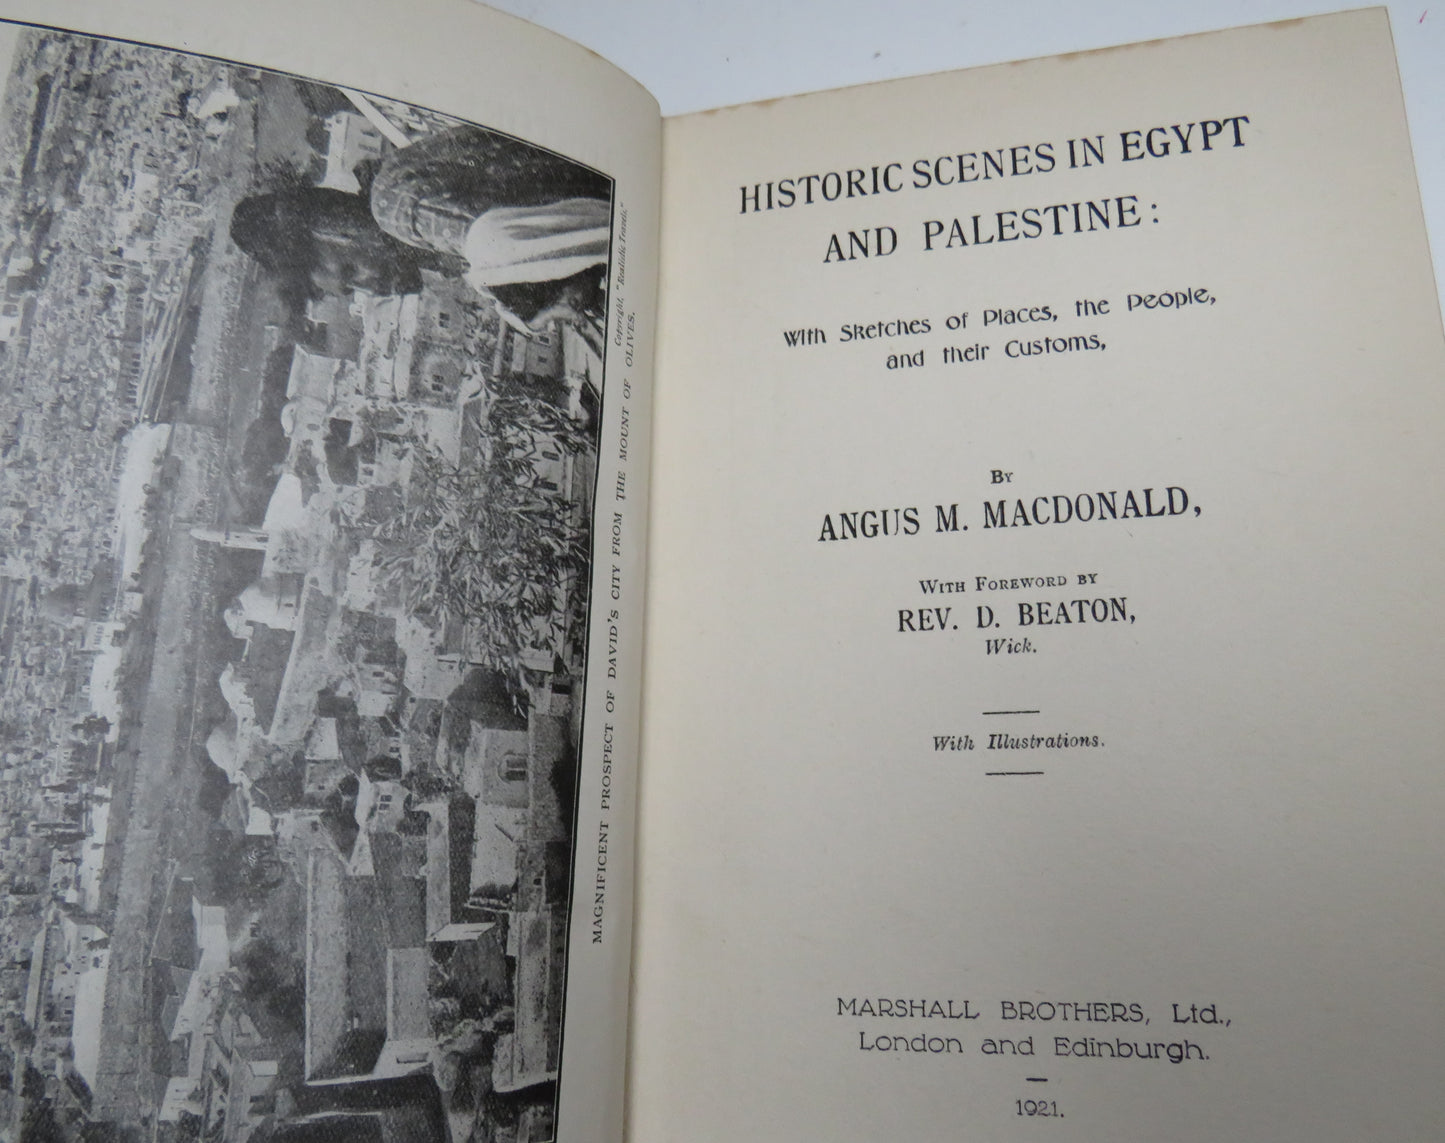 Copyright, "Realistic Travels."
MAGNIFICENT PROSPECT OF DAVID'S CITY FROM THE MOUNT OF OLIVES.
HISTORIC SCENES IN EGYPT
AND PALESTINE:
With Sketches of Places, the People,
and their Customs,
BY
ANGUS M. MACDONALD,
WITH FOREWORD BY
REV. D. BEATON,
Wick.
With Illustrations.
MARSHALL BROTHERS, Ltd.,
London and Edinburgh.
1921.